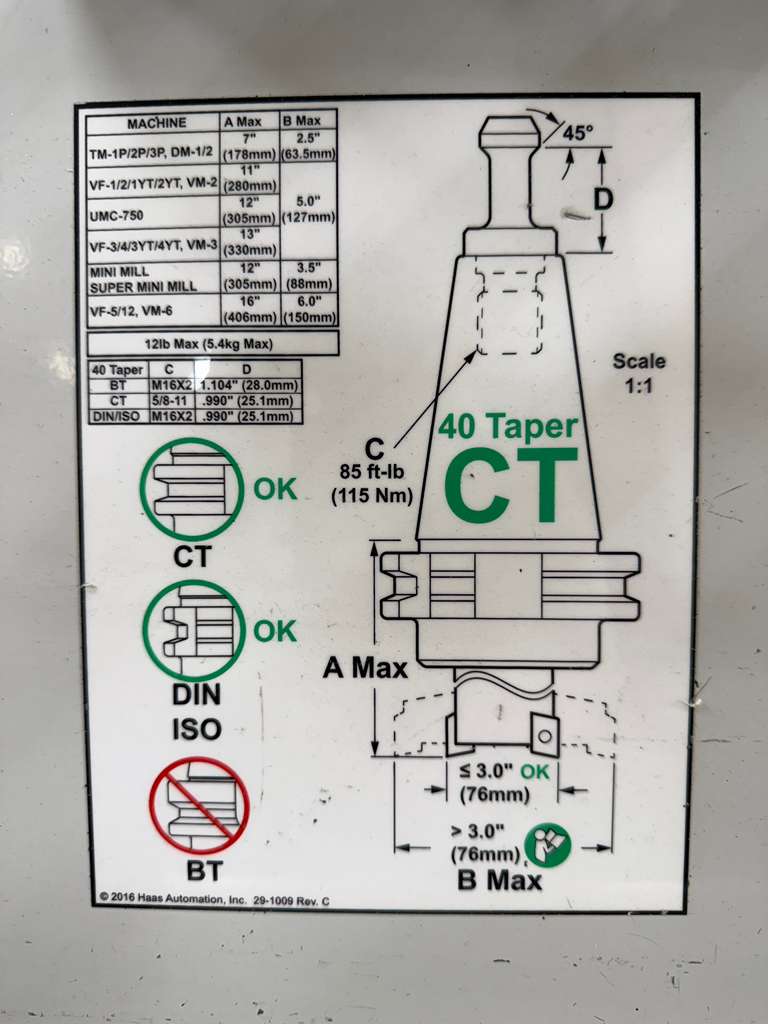 MACHINE A Max B Max
TM-1P/2P/3P, DM-1/2 7" (178mm) 2.5" (63.5mm)
VF-1/2/1YT/2YT, VM-2 11" (280mm)
UMC-750 12" (305mm) 5.0" (127mm)
VF-3/4/3YT/4YT, VM-3 13" (330mm)
MINI MILL SUPER MINI MILL 12" (305mm) 3.5" (88mm)
VF-5/12, VM-6 16" (406mm) 6.0" (150mm)
12lb Max (5.4kg Max)
40 Taper C D
BT M16X2 1.104" (28.0mm)
CT 5/8-11 .990" (25.1mm)
DIN/ISO M16X2 .990" (25.1mm)
45°
D
Scale
1:1
40 Taper
CT
C
85 ft-lb
(115 Nm)
OK
CT
OK
DIN
ISO
BT
A Max
≤ 3.0" OK
(76mm)
> 3.0"
(76mm)
B Max
© 2016 Haas Automation, Inc. 29-1009 Rev. C